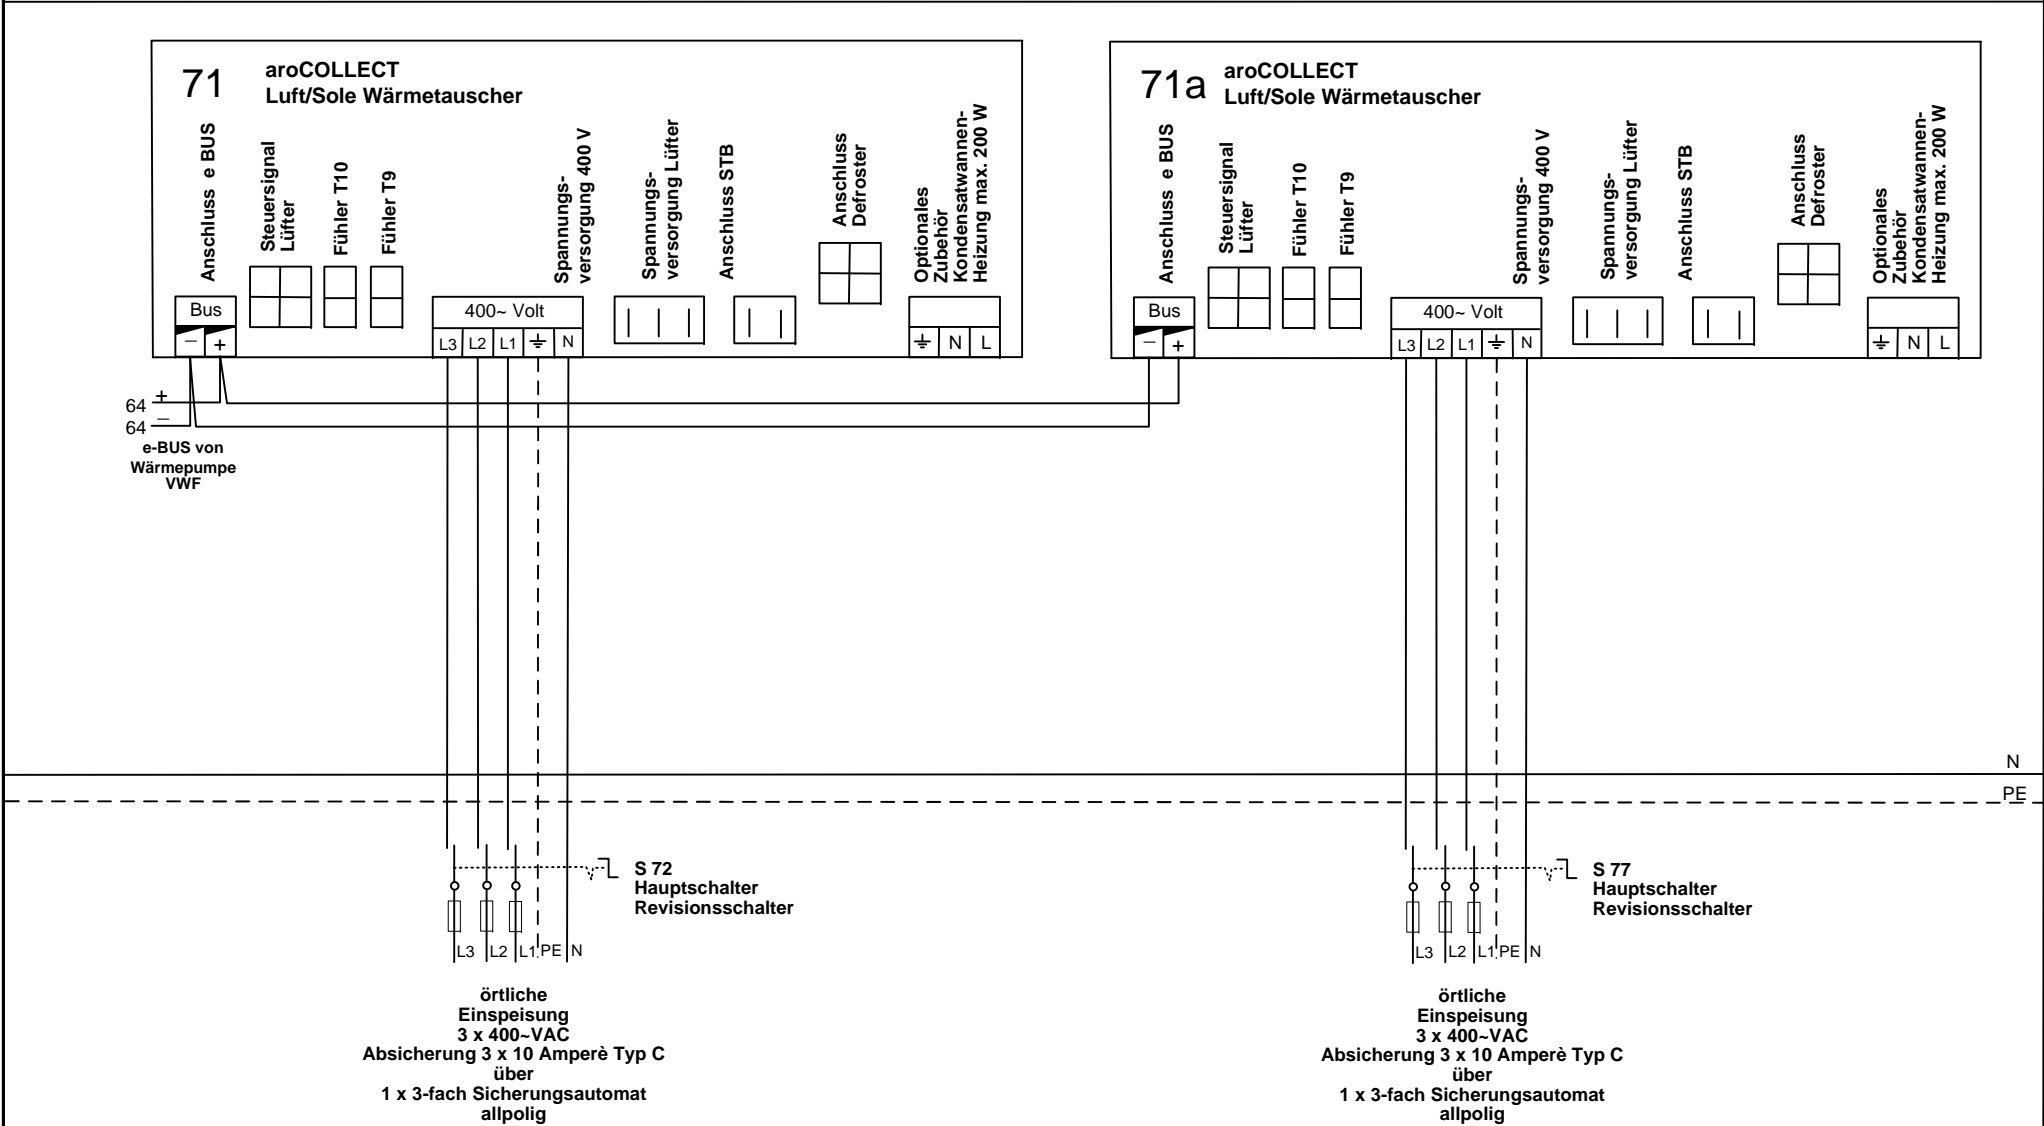 71
aroCOLLECT
Luft/Sole Wärmetauscher
Anschluss e BUS
Steuersignal
Lüfter
Fühler T10
Fühler T9
Spannungs-
versorgung 400 V
Spannungs-
versorgung Lüfter
Anschluss STB
Anschluss
Defroster
Optionales
Zubehör
Kondensatwannen-
Heizung max. 200 W
Bus
− +
400~ Volt
L3 L2 L1 ⏚ N
⏚ N L
71a
aroCOLLECT
Luft/Sole Wärmetauscher
Anschluss e BUS
Steuersignal
Lüfter
Fühler T10
Fühler T9
Spannungs-
versorgung 400 V
Spannungs-
versorgung Lüfter
Anschluss STB
Anschluss
Defroster
Optionales
Zubehör
Kondensatwannen-
Heizung max. 200 W
Bus
− +
400~ Volt
L3 L2 L1 ⏚ N
⏚ N L
64 +
64 −
e-BUS von
Wärmepumpe
VWF
N
PE
S 72
Hauptschalter
Revisionsschalter
L3 L2 L1 PE N
örtliche
Einspeisung
3 x 400~VAC
Absicherung 3 x 10 Amperè Typ C
über
1 x 3-fach Sicherungsautomat
allpolig
S 77
Hauptschalter
Revisionsschalter
L3 L2 L1 PE N
örtliche
Einspeisung
3 x 400~VAC
Absicherung 3 x 10 Amperè Typ C
über
1 x 3-fach Sicherungsautomat
allpolig